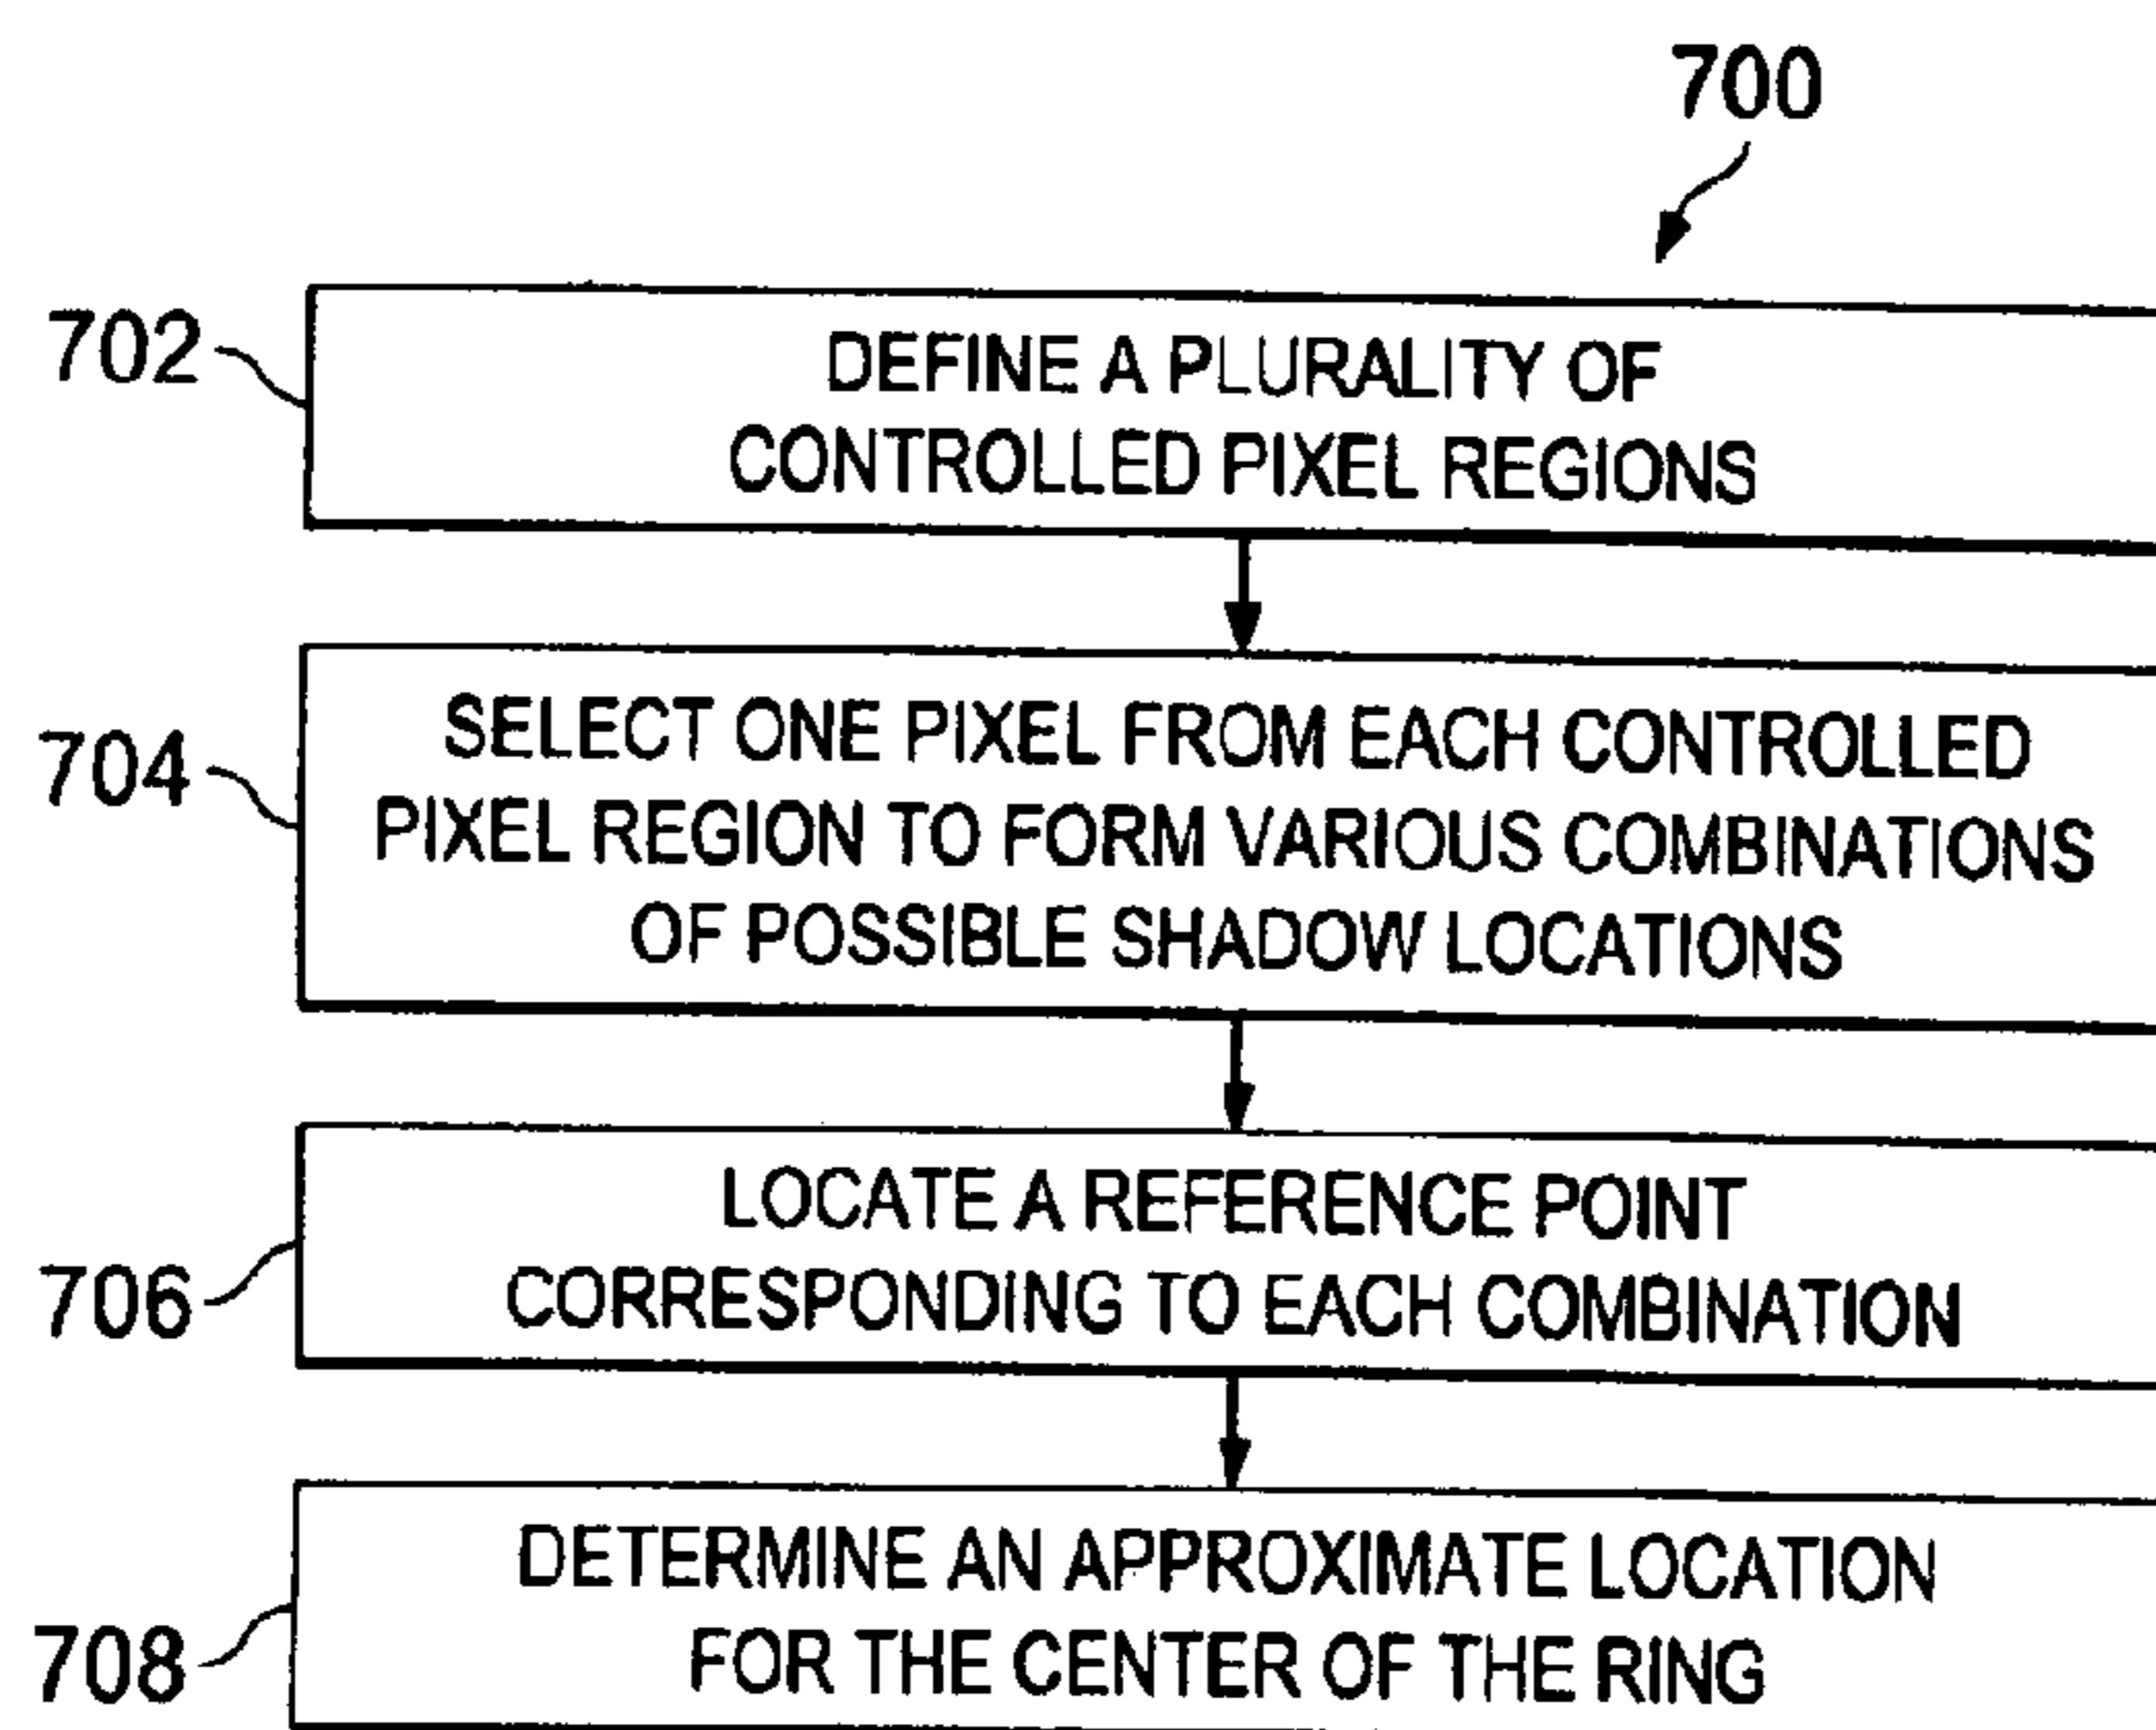 700
702
DEFINE A PLURALITY OF
CONTROLLED PIXEL REGIONS
704
SELECT ONE PIXEL FROM EACH CONTROLLED
PIXEL REGION TO FORM VARIOUS COMBINATIONS
OF POSSIBLE SHADOW LOCATIONS
706
LOCATE A REFERENCE POINT
CORRESPONDING TO EACH COMBINATION
708
DETERMINE AN APPROXIMATE LOCATION
FOR THE CENTER OF THE RING